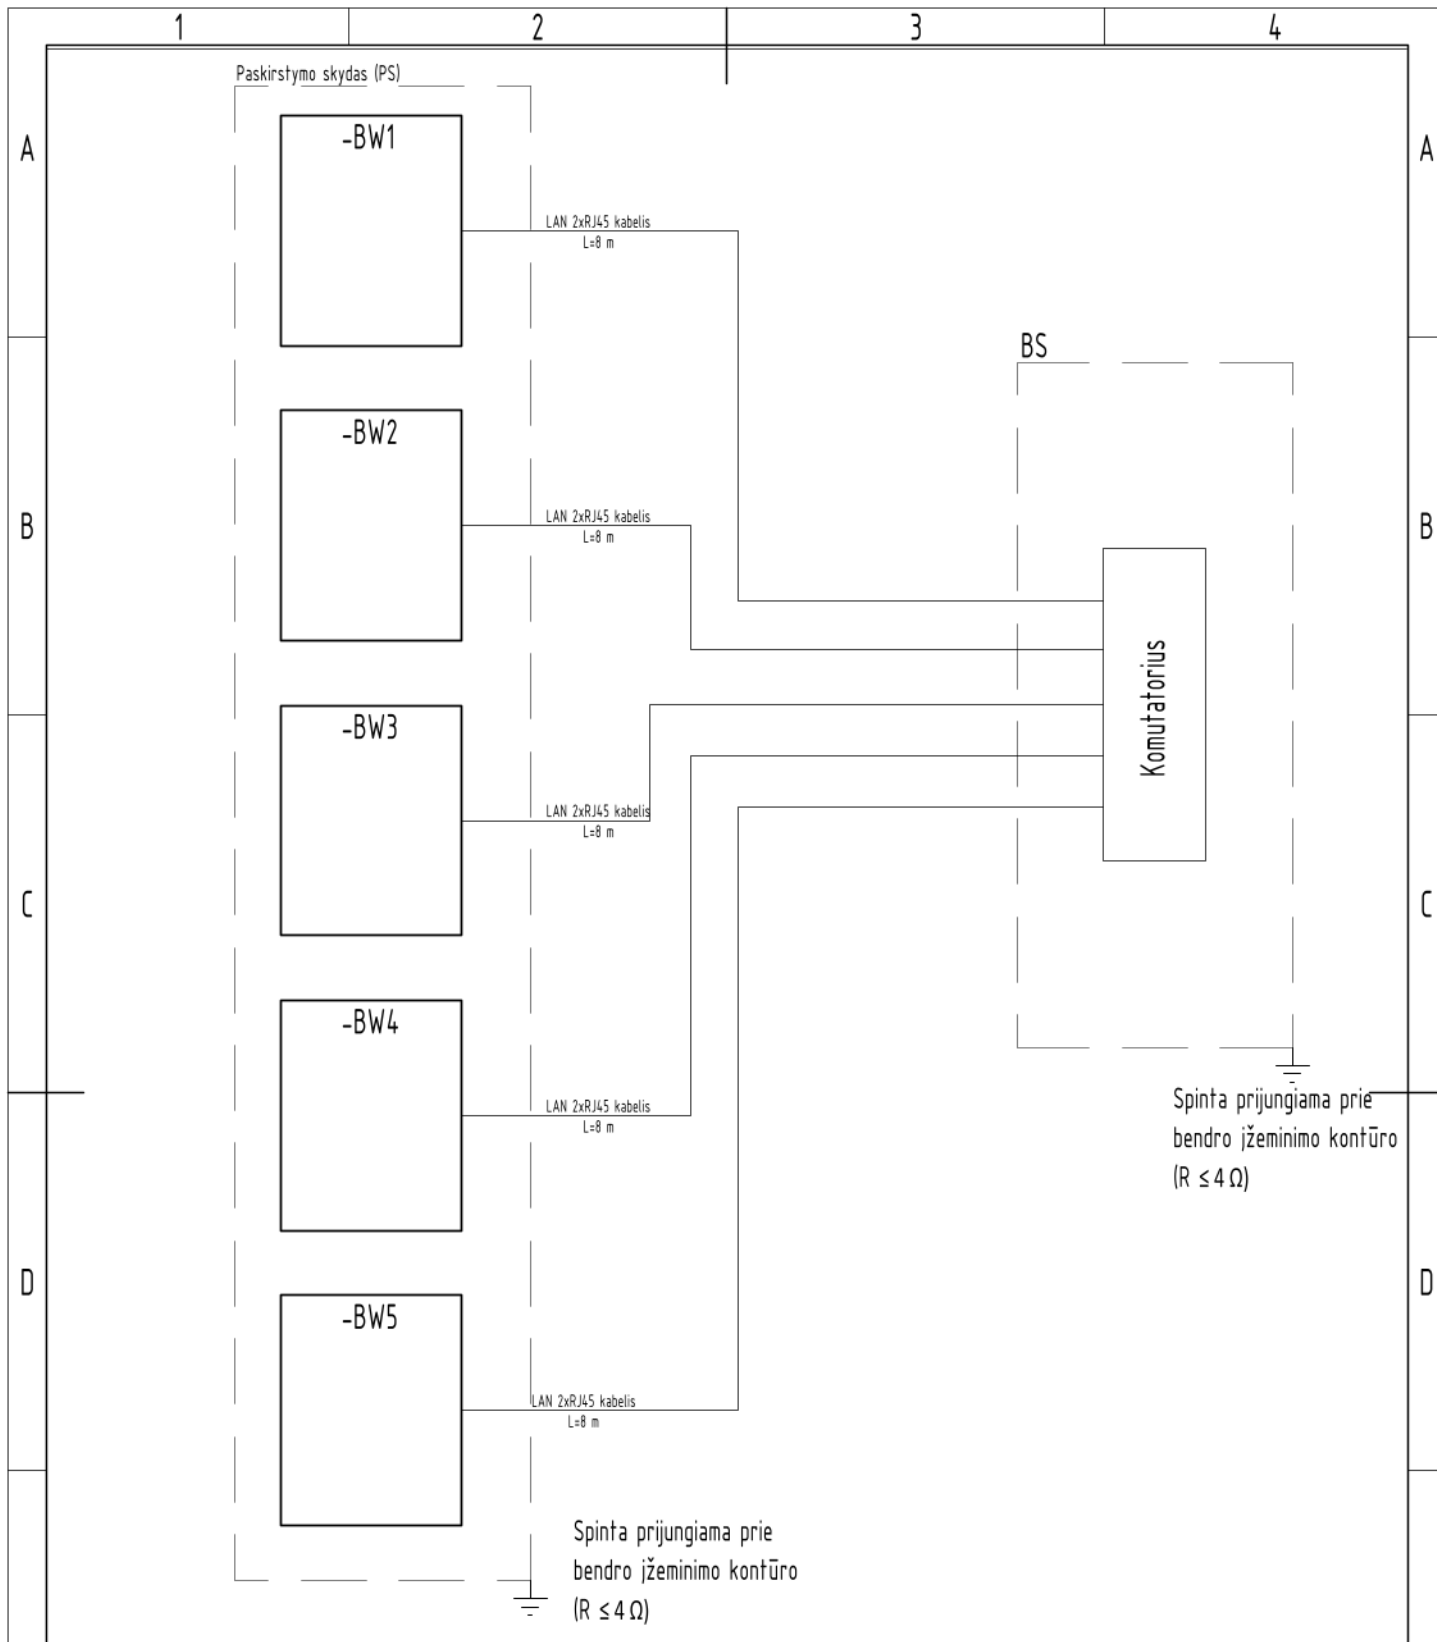 1 2 3 4
Paskirstymo skydas (PS)
A A
-BW1
LAN 2xRJ45 kabelis
L=8 m
BS
-BW2
LAN 2xRJ45 kabelis
L=8 m
B B
Komutatorius
-BW3
LAN 2xRJ45 kabelis
L=8 m
C C
-BW4
LAN 2xRJ45 kabelis
L=8 m
Spinta prijungiama prie
bendro įžeminimo kontūro
(R ≤ 4 Ω)
D D
-BW5
LAN 2xRJ45 kabelis
L=8 m
Spinta prijungiama prie
bendro įžeminimo kontūro
(R ≤ 4 Ω)